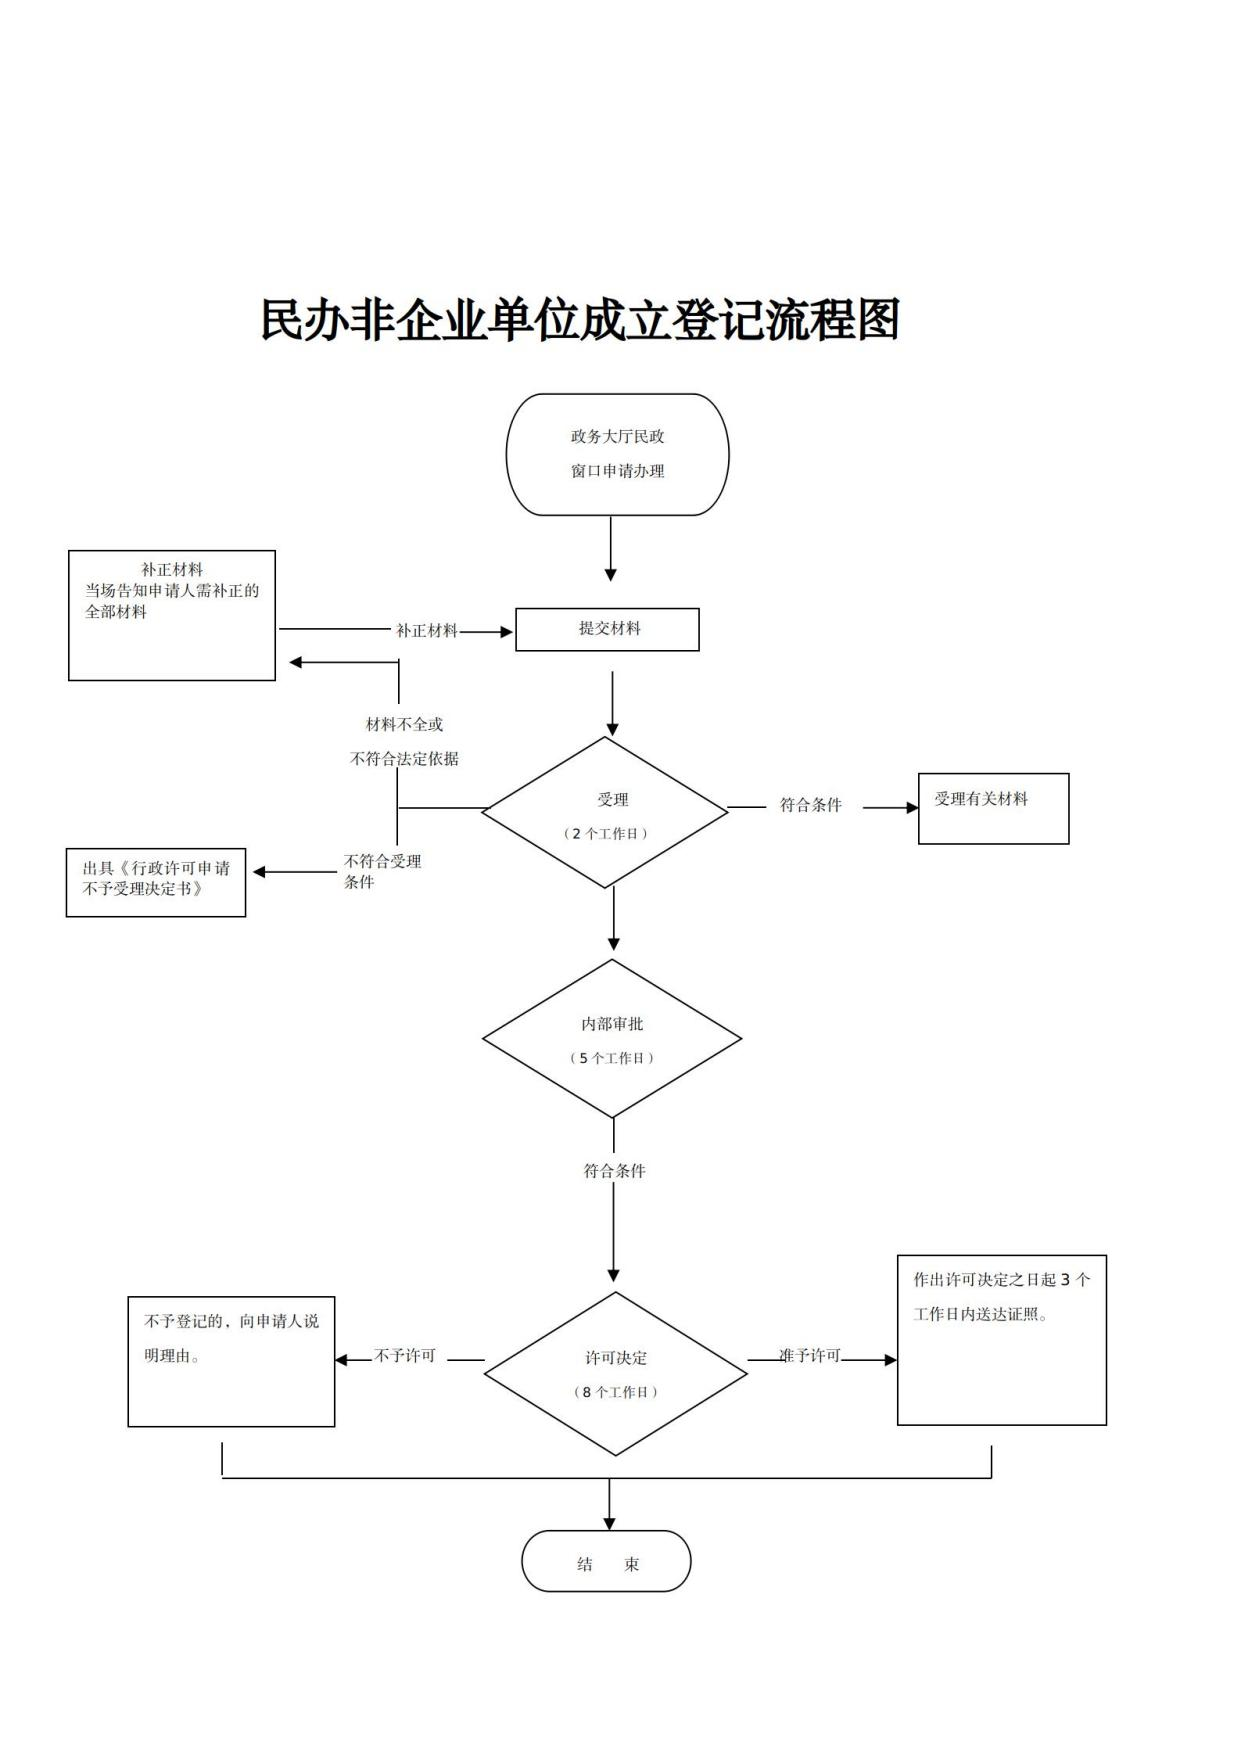 民办非企业单位成立登记流程图
政务大厅民政
窗口申请办理
补正材料
当场告知申请人需补正的
全部材料
补正材料
提交材料
材料不全或
不符合法定依据
受理
（2 个工作日）
符合条件
受理有关材料
出具《行政许可申请
不予受理决定书》
不符合受理
条件
内部审批
（5 个工作日）
符合条件
作出许可决定之日起 3 个
工作日内送达证照。
不予登记的，向申请人说
明理由。
不予许可
许可决定
（8 个工作日）
准予许可
结　　束